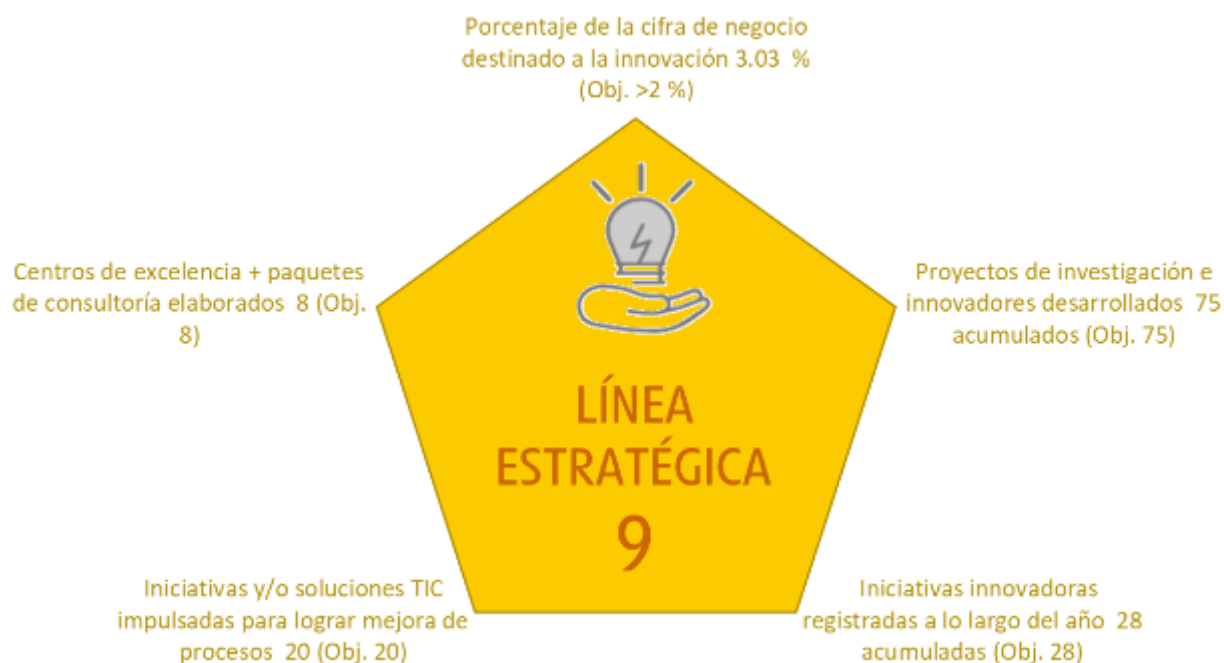 Porcentaje de la cifra de negocio
destinado a la innovación 3.03 %
(Obj. >2 %)
Centros de excelencia + paquetes
de consultoría elaborados 8 (Obj.
8)
Proyectos de investigación e
innovadores desarrollados 75
acumulados (Obj. 75)
LÍNEA
ESTRATÉGICA
9
Iniciativas y/o soluciones TIC
impulsadas para lograr mejora de
procesos 20 (Obj. 20)
Iniciativas innovadoras
registradas a lo largo del año 28
acumuladas (Obj. 28)